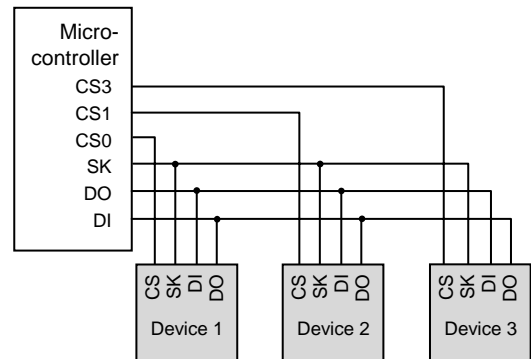 Micro-
controller
CS3
CS1
CS0
SK
DO
DI
CS SK DI DO
Device 1
CS SK DI DO
Device 2
CS SK DI DO
Device 3